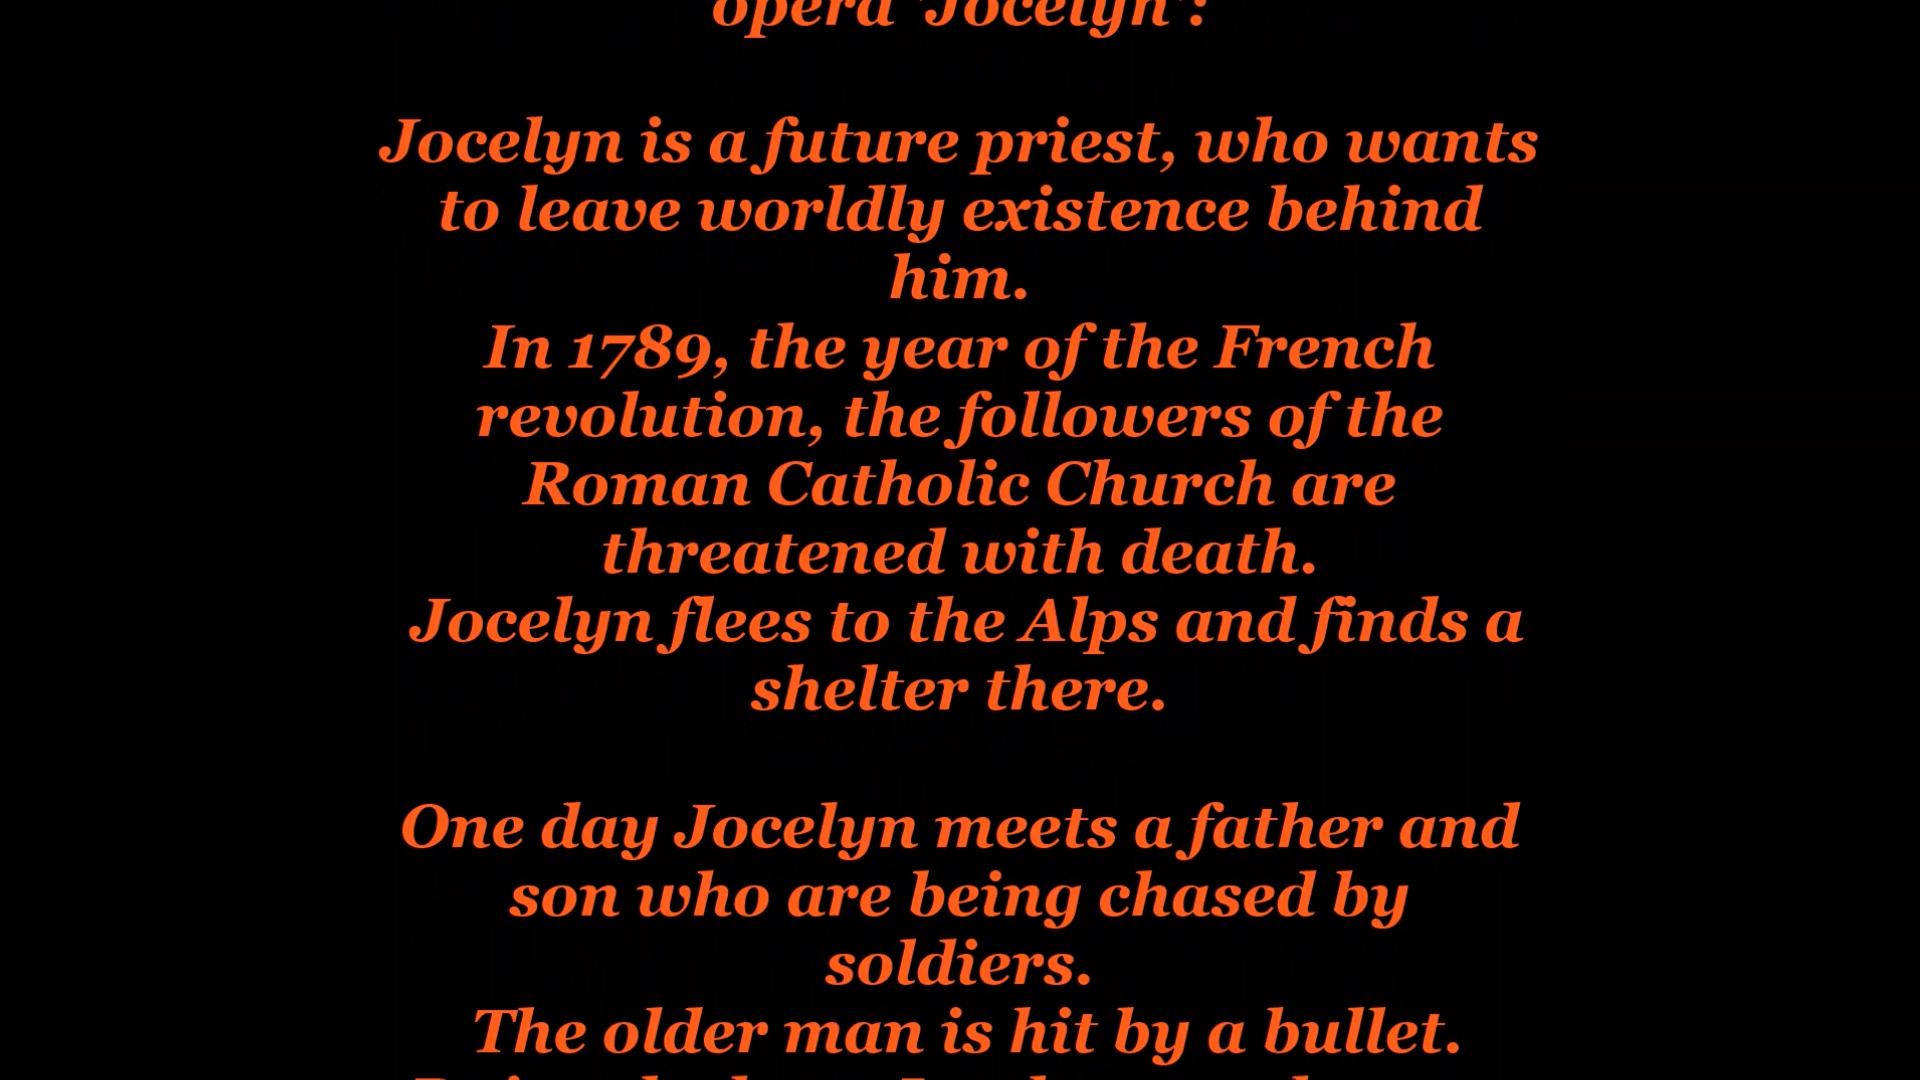 opera 'Jocelyn':
Jocelyn is a future priest, who wants
to leave worldly existence behind
him.
In 1789, the year of the French
revolution, the followers of the
Roman Catholic Church are
threatened with death.
Jocelyn flees to the Alps and finds a
shelter there.
One day Jocelyn meets a father and
son who are being chased by
soldiers.
The older man is hit by a bullet.